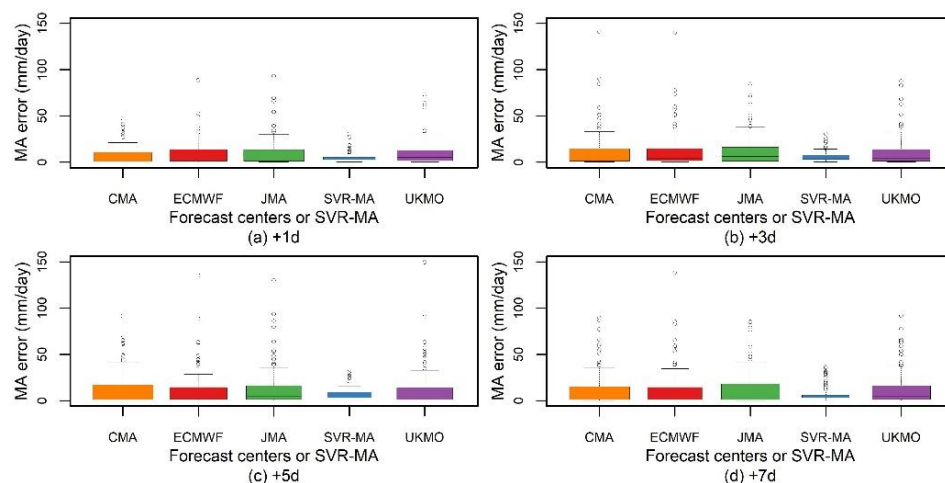 MA error (mm/day)
150
100
50
0
CMA ECMWF JMA SVR-MA UKMO
Forecast centers or SVR-MA
(a) +1d
MA error (mm/day)
150
100
50
0
CMA ECMWF JMA SVR-MA UKMO
Forecast centers or SVR-MA
(b) +3d
MA error (mm/day)
150
100
50
0
CMA ECMWF JMA SVR-MA UKMO
Forecast centers or SVR-MA
(c) +5d
MA error (mm/day)
150
100
50
0
CMA ECMWF JMA SVR-MA UKMO
Forecast centers or SVR-MA
(d) +7d